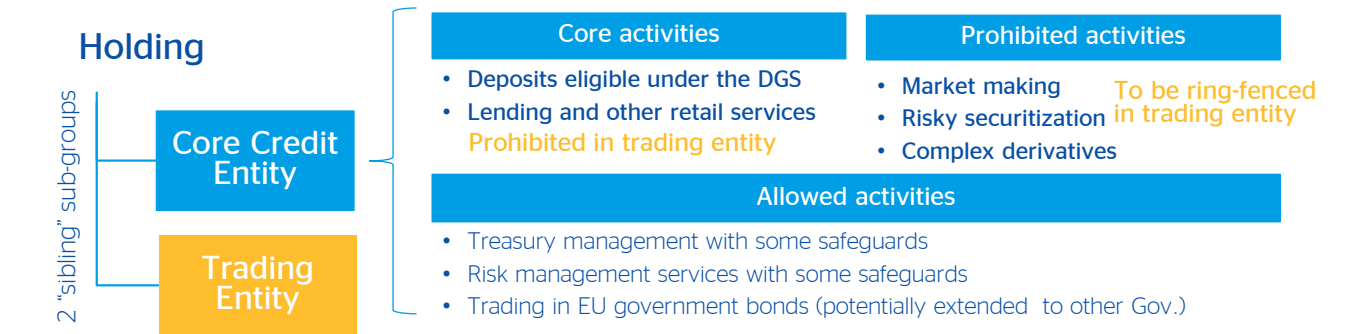 Holding
2 "sibling" sub-groups
Core Credit
Entity
Trading
Entity
Core activities
• Deposits eligible under the DGS
• Lending and other retail services
Prohibited in trading entity
Prohibited activities
• Market making
• Risky securitization
• Complex derivatives
To be ring-fenced
in trading entity
Allowed activities
• Treasury management with some safeguards
• Risk management services with some safeguards
• Trading in EU government bonds (potentially extended to other Gov.)